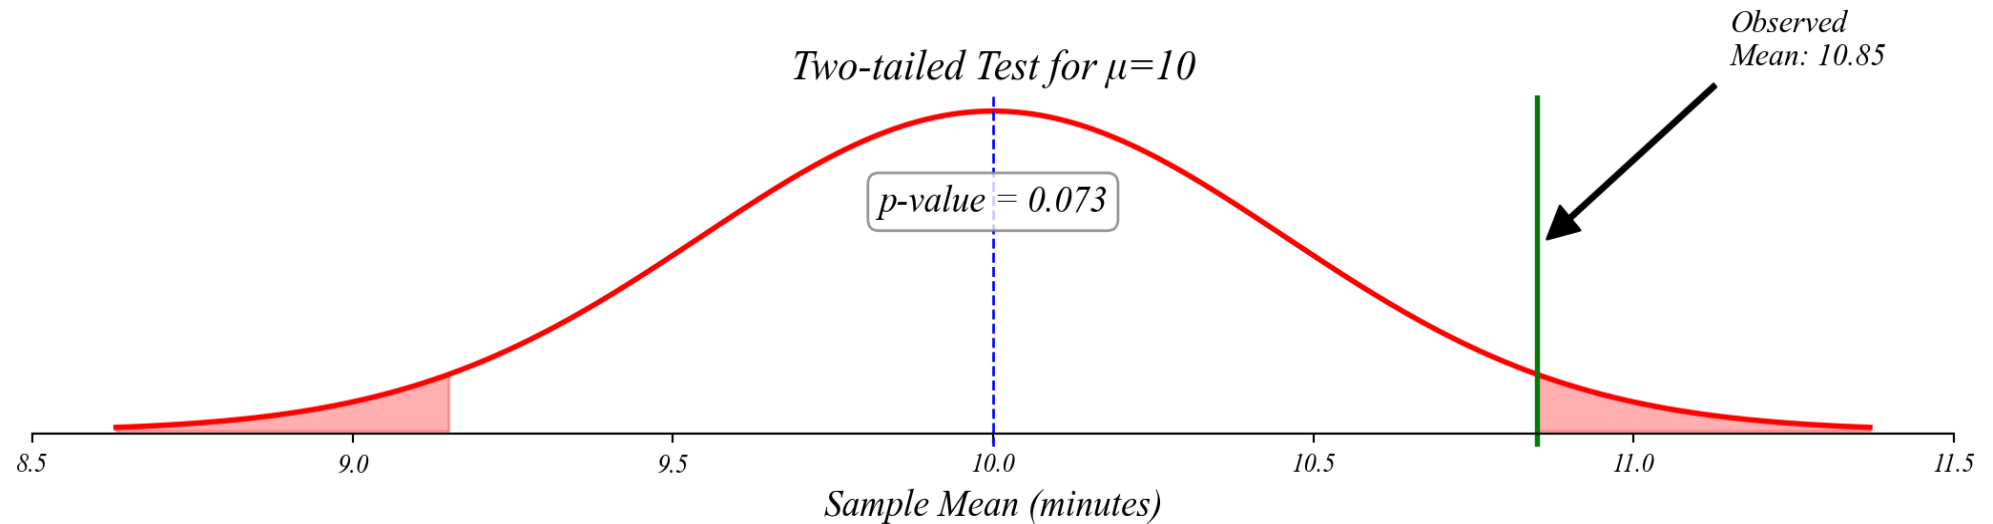 Observed
Mean: 10.85
Two-tailed Test for μ=10
p-value = 0.073
8.5 9.0 9.5 10.0 10.5 11.0 11.5
Sample Mean (minutes)